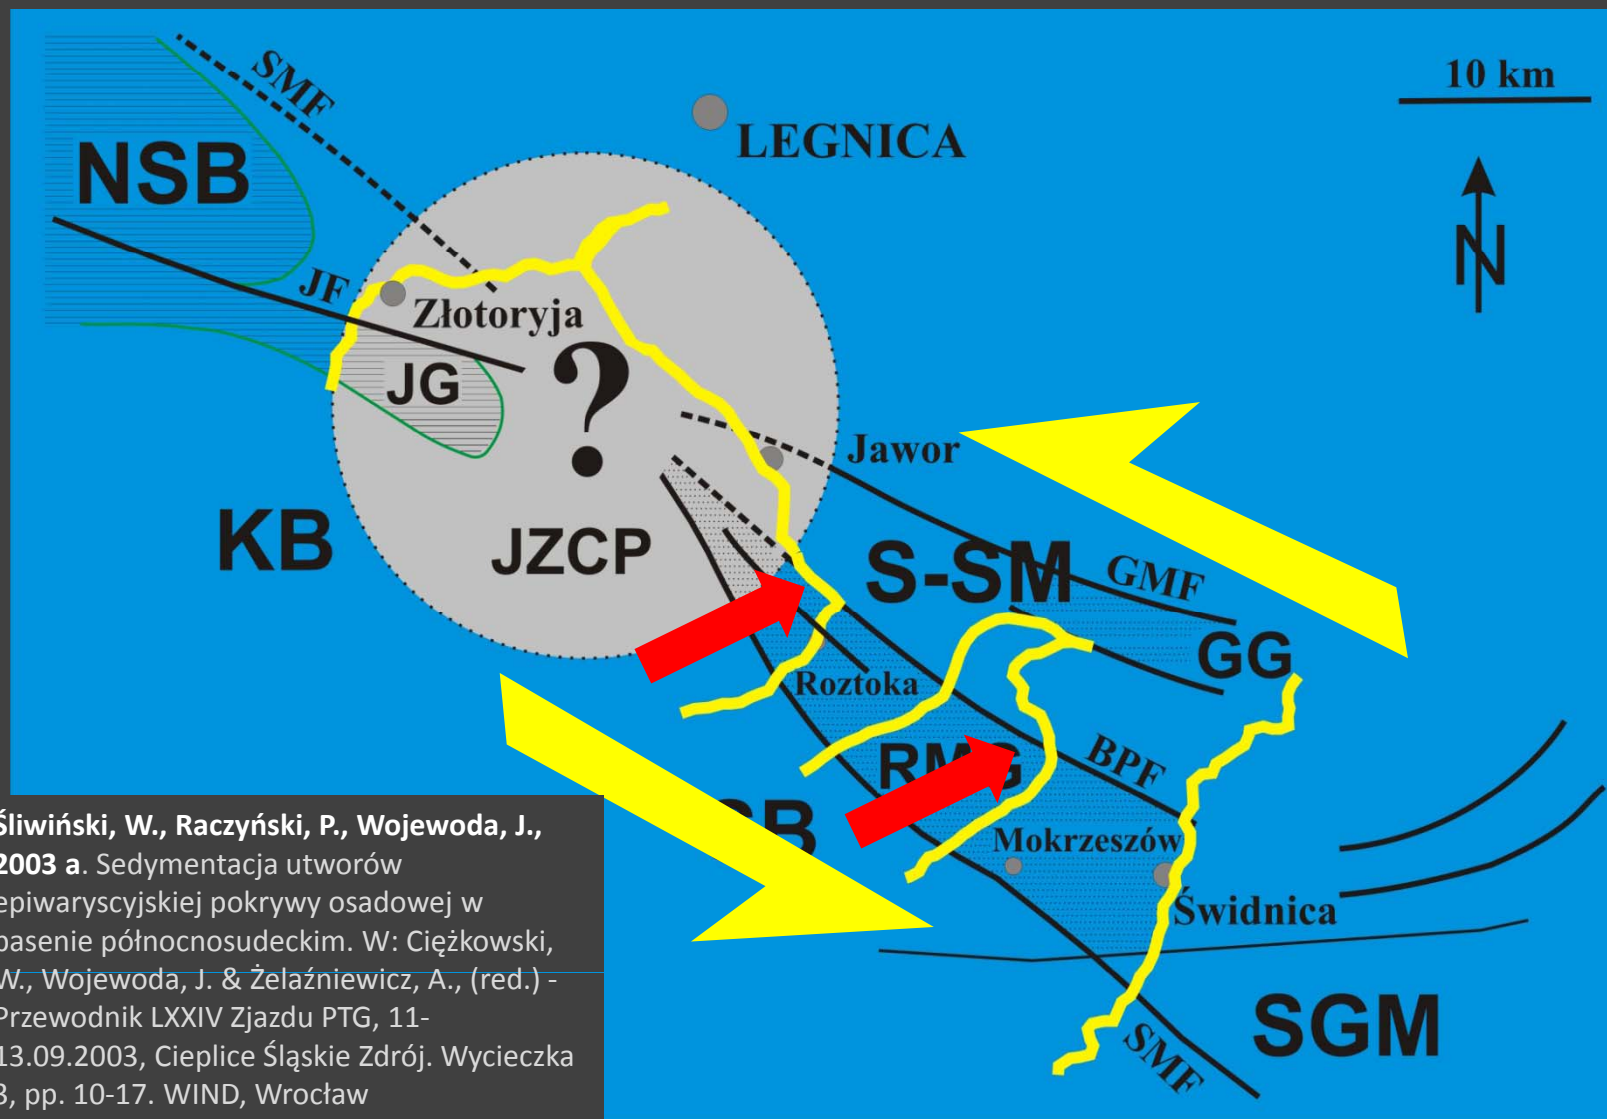 SMF
10 km
LEGNICA
NSB
N
JF
Złotoryja
JG
?
Jawor
KB
JZCP
S-SM
GMF
GG
Roztoka
RMG
BPF
Mokrzeszów
Świdnica
SGM
SMF
Śliwiński, W., Raczyński, P., Wojewoda, J.,
2003 a. Sedymentacja utworów
epiwaryscyjskiej pokrywy osadowej w
basenie północnosudeckim. W: Ciężkowski,
W., Wojewoda, J. & Żelaźniewicz, A., (red.) -
Przewodnik LXXIV Zjazdu PTG, 11-
13.09.2003, Cieplice Śląskie Zdrój. Wycieczka
3, pp. 10-17. WIND, Wrocław